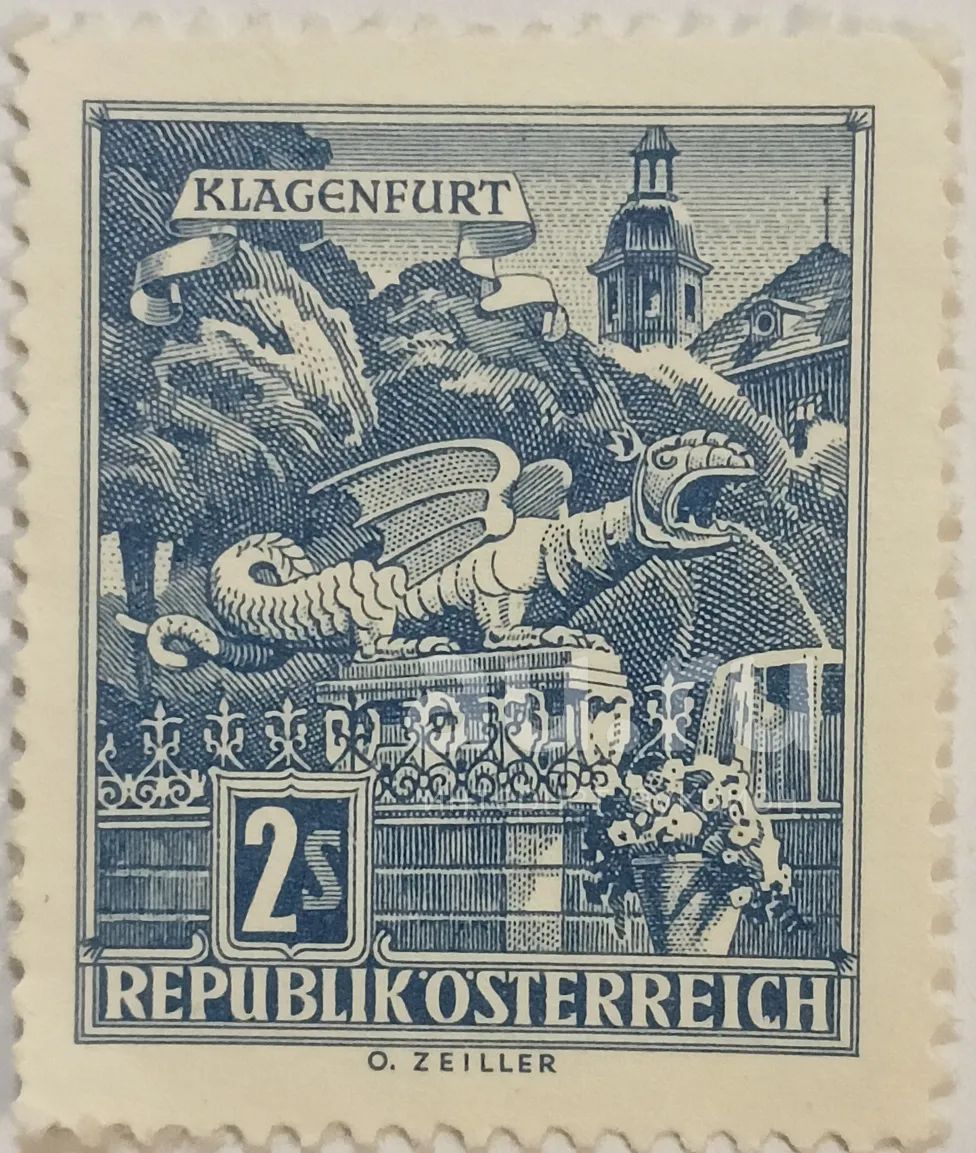 KLAGENFURT
2s
REPUBLIK ÖSTERREICH
O. ZEILLER